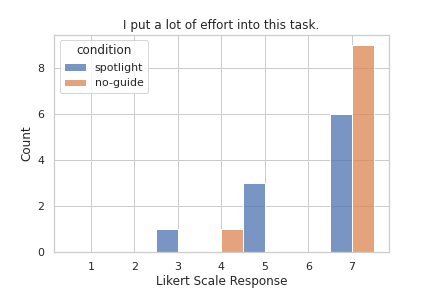 I put a lot of effort into this task.
condition
spotlight
no-guide
Count
8
6
4
2
0
1 2 3 4 5 6 7
Likert Scale Response